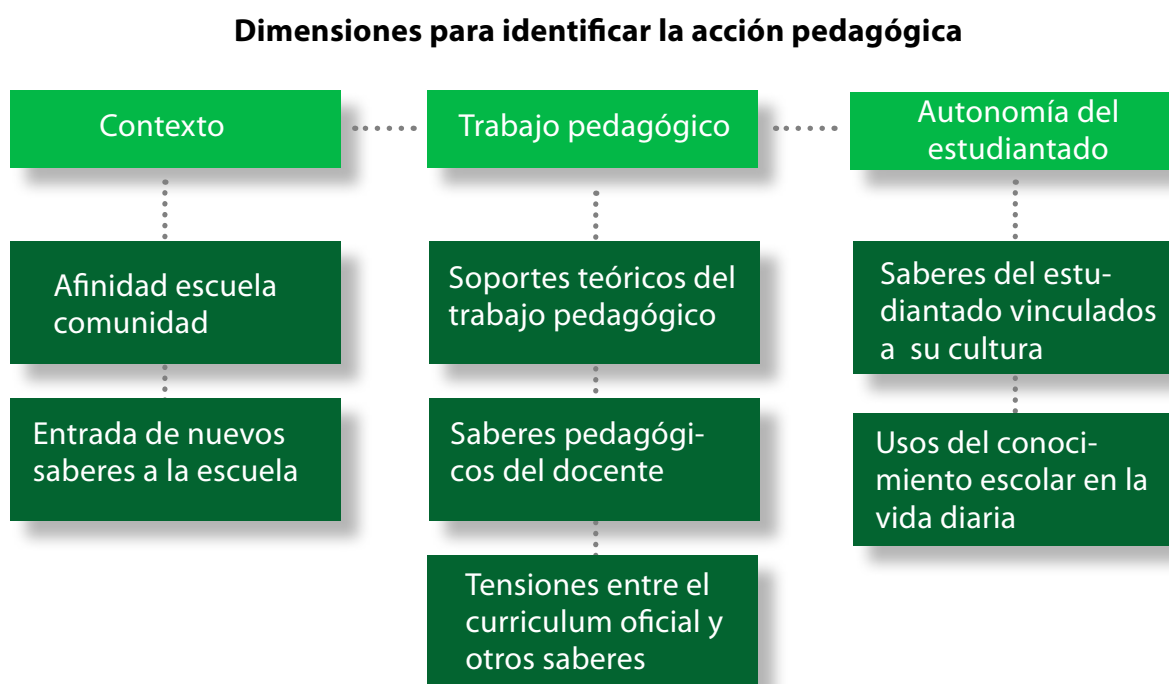 Dimensiones para identificar la acción pedagógica
Contexto
Afinidad escuela
comunidad
Entrada de nuevos
saberes a la escuela
Trabajo pedagógico
Soportes teóricos del
trabajo pedagógico
Saberes pedagógi-
cos del docente
Tensiones entre el
curriculum oficial y
otros saberes
Autonomía del
estudiantado
Saberes del estu-
diantado vinculados
a su cultura
Usos del conoci-
miento escolar en la
vida diaria